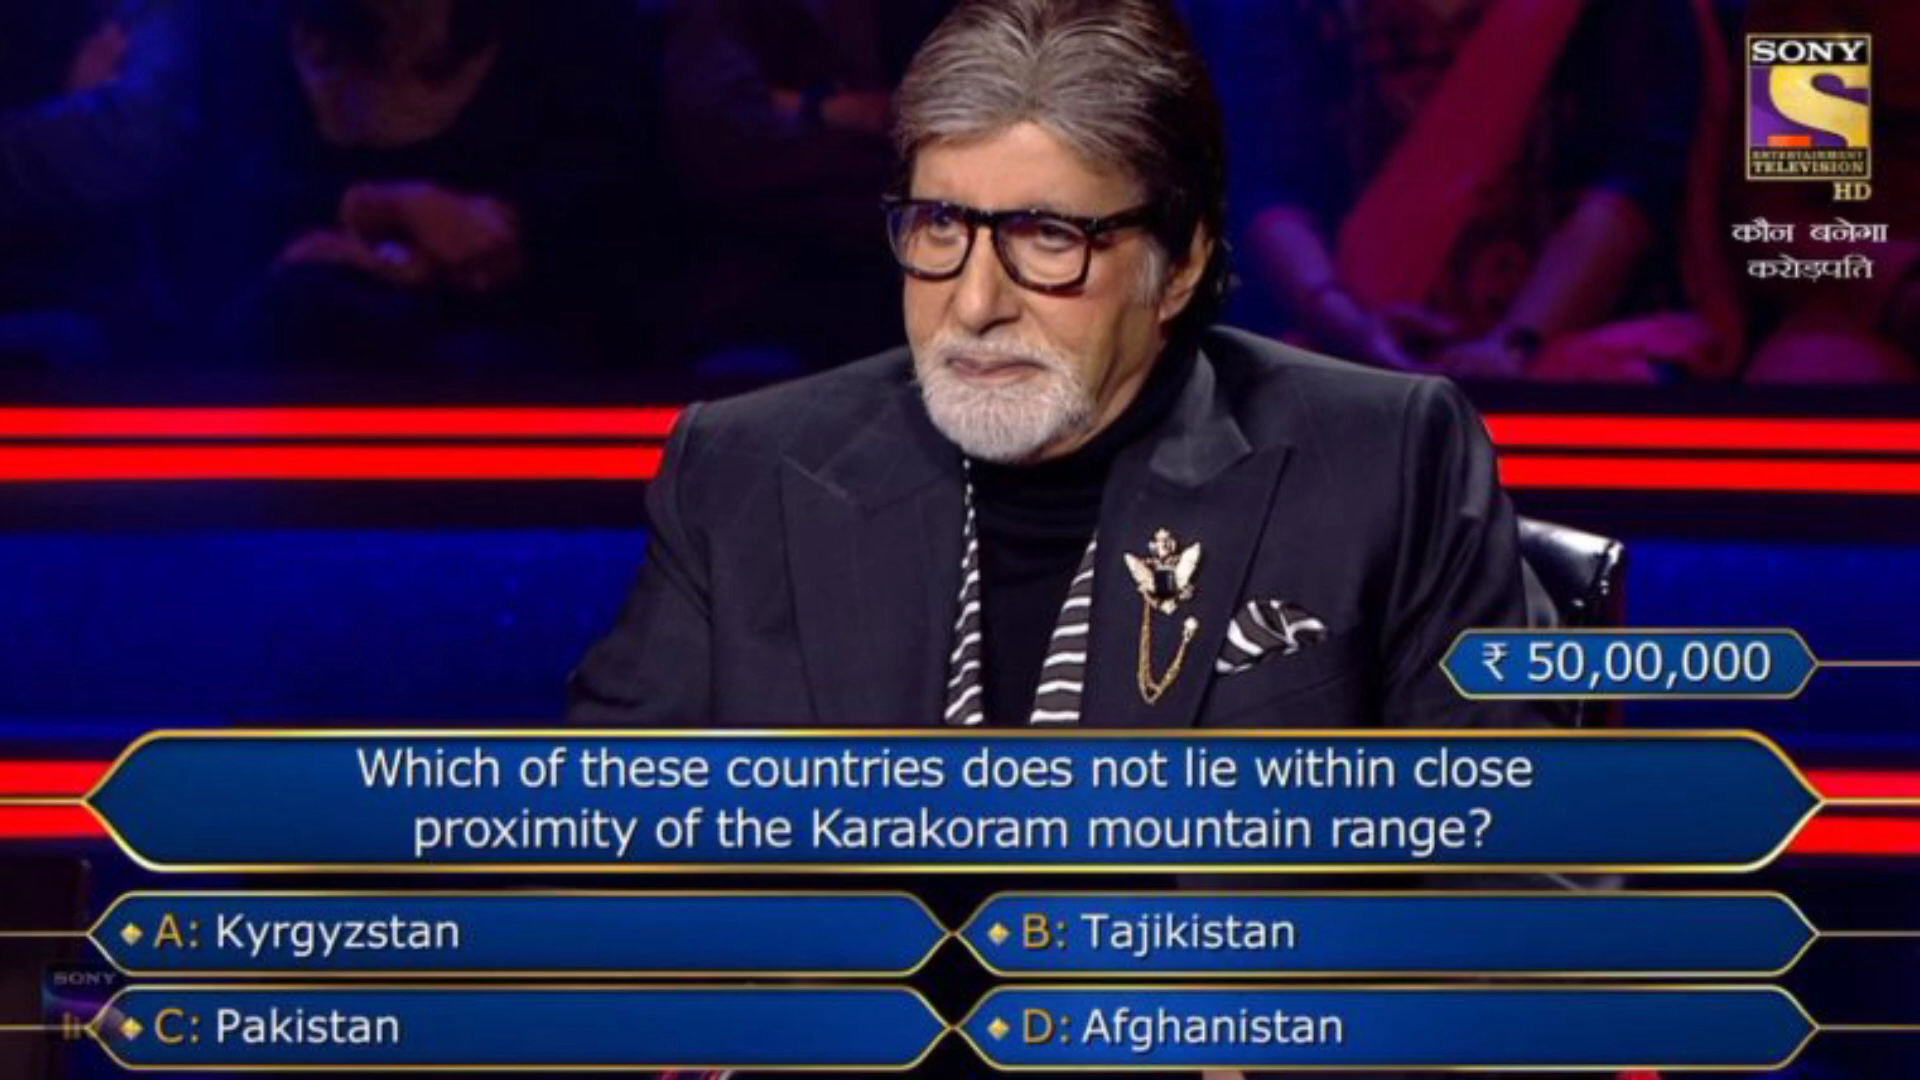 SONY
ENTERTAINMENT
TELEVISION
HD
कौन बनेगा
करोड़पति
₹ 50,00,000
Which of these countries does not lie within close
proximity of the Karakoram mountain range?
A: Kyrgyzstan
B: Tajikistan
SONY
C: Pakistan
D: Afghanistan